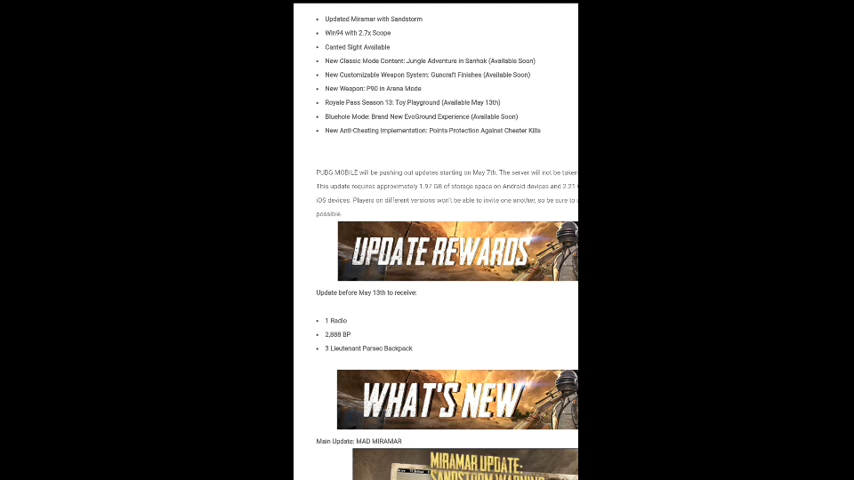 Updated Miramar with Sandstorm
Win94 with 2.7x Scope
Canted Sight Available
New Classic Mode Content: Jungle Adventure in Sanhok (Available Soon)
New Customizable Weapon System: Guncraft Finishes (Available Soon)
New Weapon: P90 in Arena Mode
Royale Pass Season 13: Toy Playground (Available May 13th)
Bluehole Mode: Brand New EvoGround Experience (Available Soon)
New Anti-Cheating Implementation: Points Protection Against Cheater Kills
PUBG MOBILE will be pushing out updates starting on May 7th. The server will not be taken
This update requires approximately 1.97 GB of storage space on Android devices and 2.21
iOS devices. Players on different versions won't be able to invite one another, so be sure to
possible.
UPDATE REWARDS
Update before May 13th to receive:
1 Radio
2,888 BP
3 Lieutenant Parsec Backpack
WHAT'S NEW
Main Update: MAD MIRAMAR
MIRAMAR UPDATE:
SANDSTORM WARNING